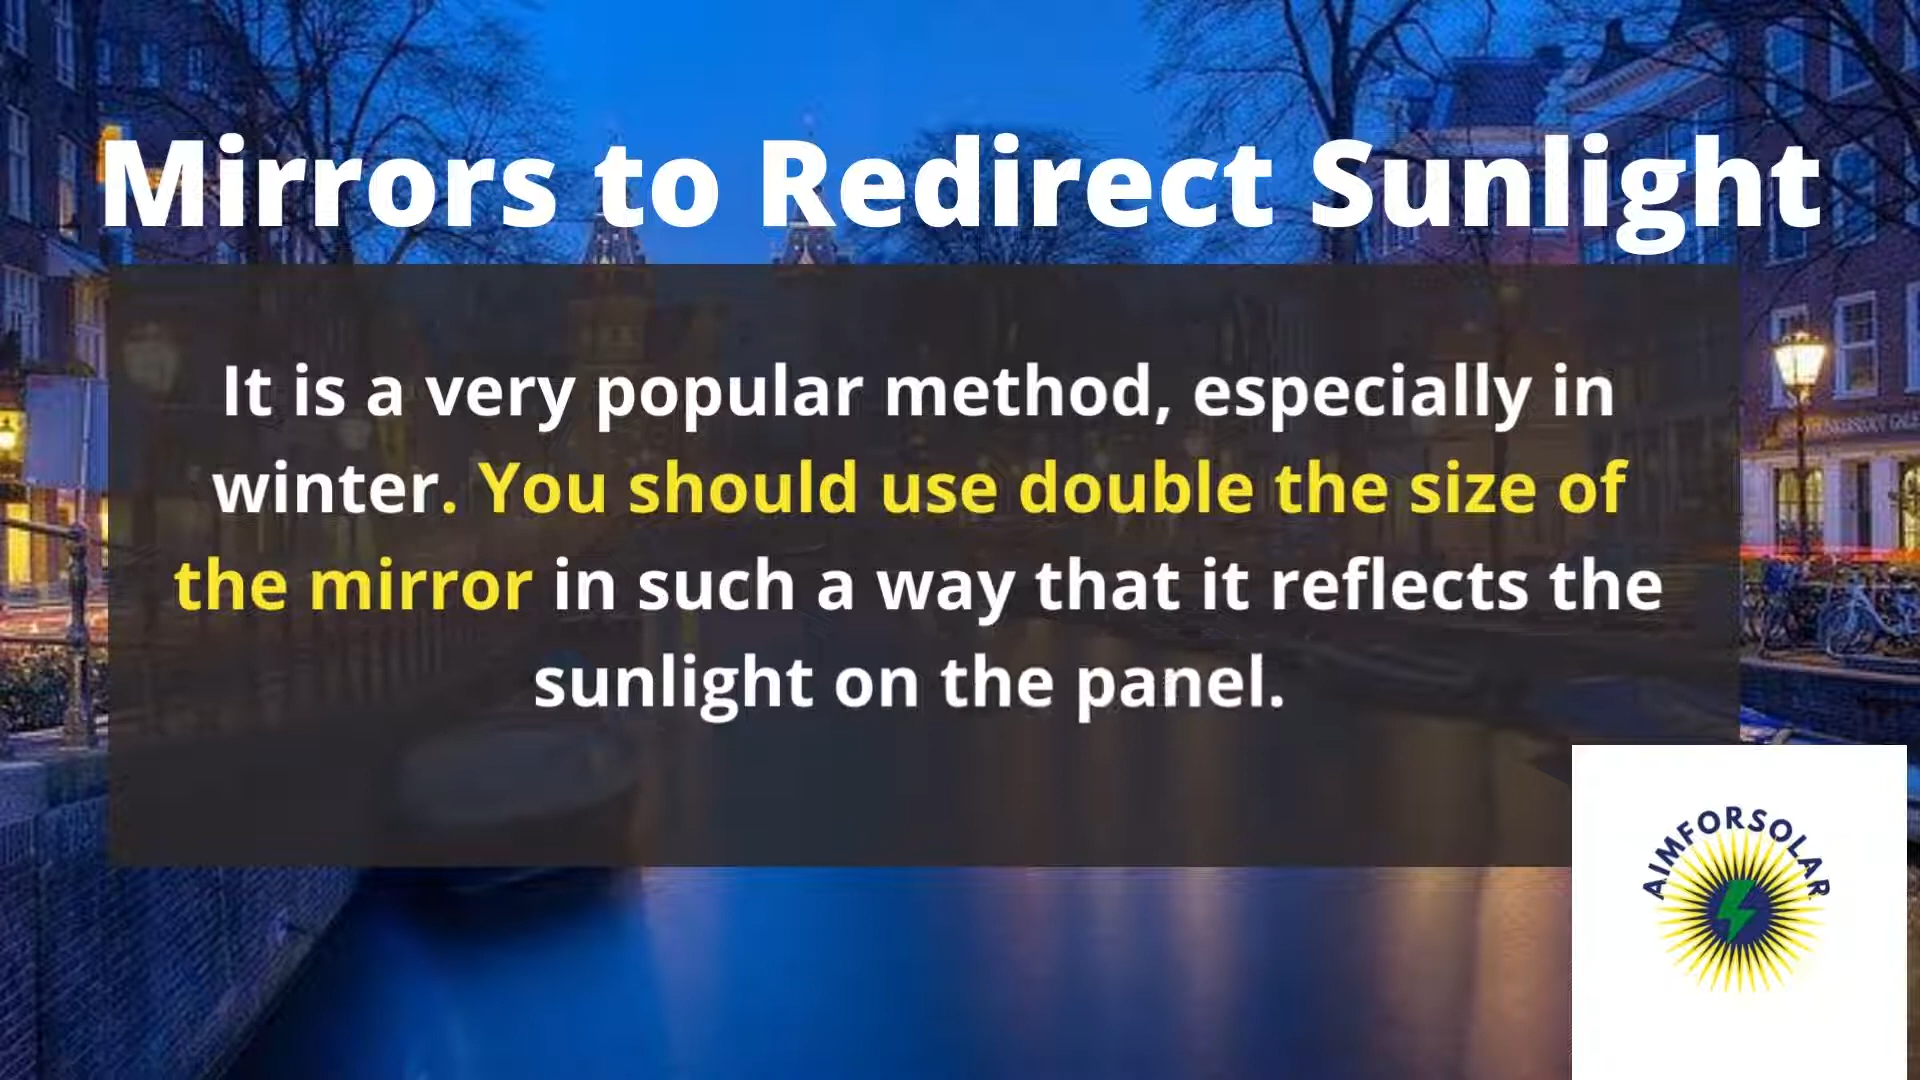 Mirrors to Redirect Sunlight
It is a very popular method, especially in
winter. You should use double the size of
the mirror in such a way that it reflects the
sunlight on the panel.
AIMFORSOLAR